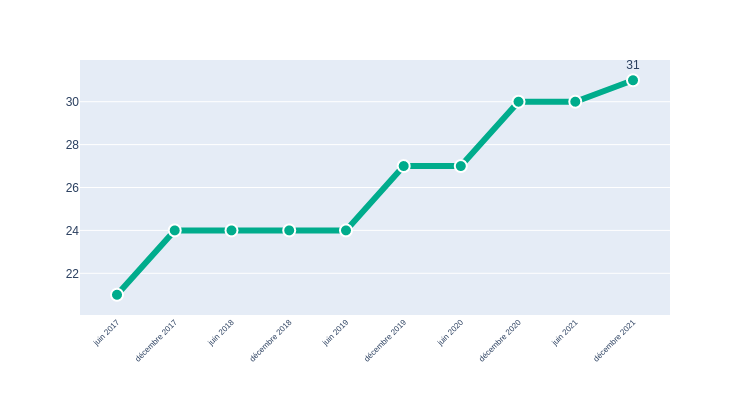 31
30
28
26
24
22
juin 2017
décembre 2017
juin 2018
décembre 2018
juin 2019
décembre 2019
juin 2020
décembre 2020
juin 2021
décembre 2021